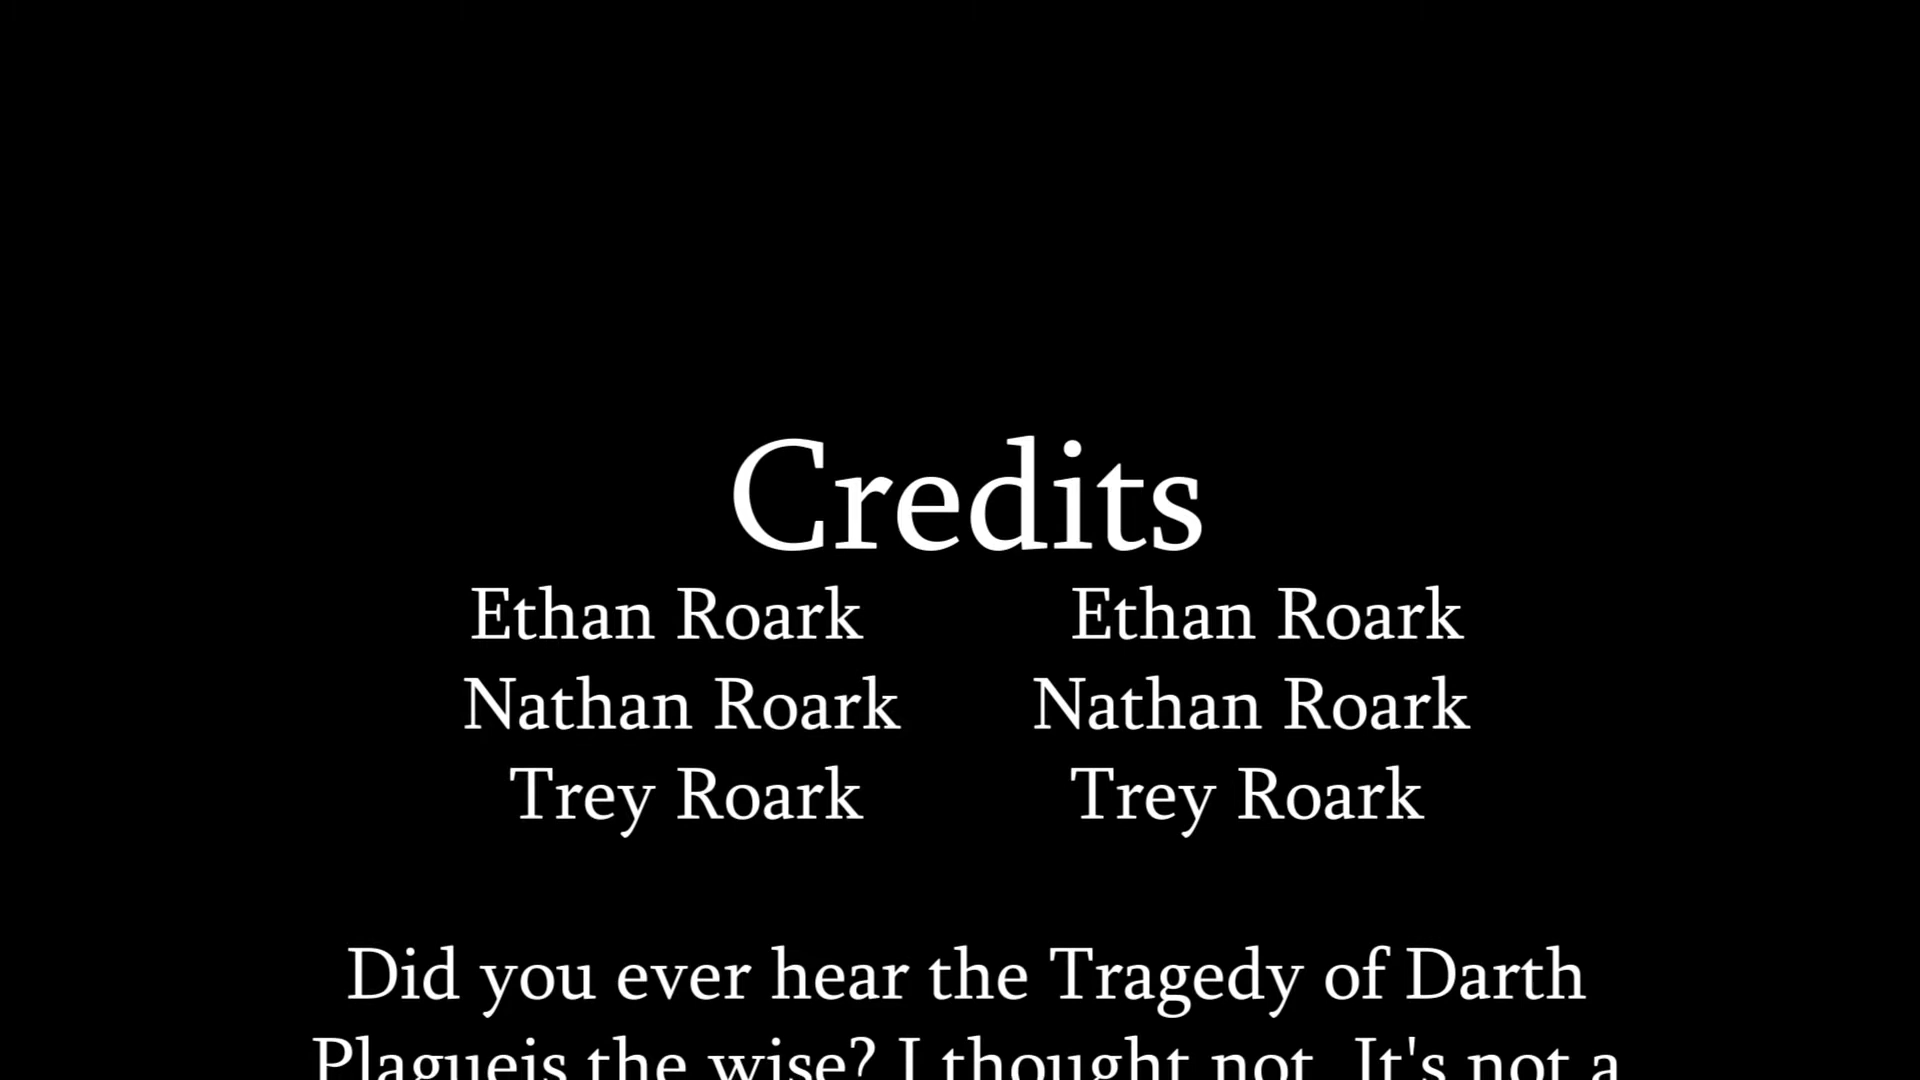 Credits
Ethan Roark Ethan Roark
Nathan Roark Nathan Roark
Trey Roark Trey Roark
Did you ever hear the Tragedy of Darth
Plagueis the wise? I thought not. It's not a